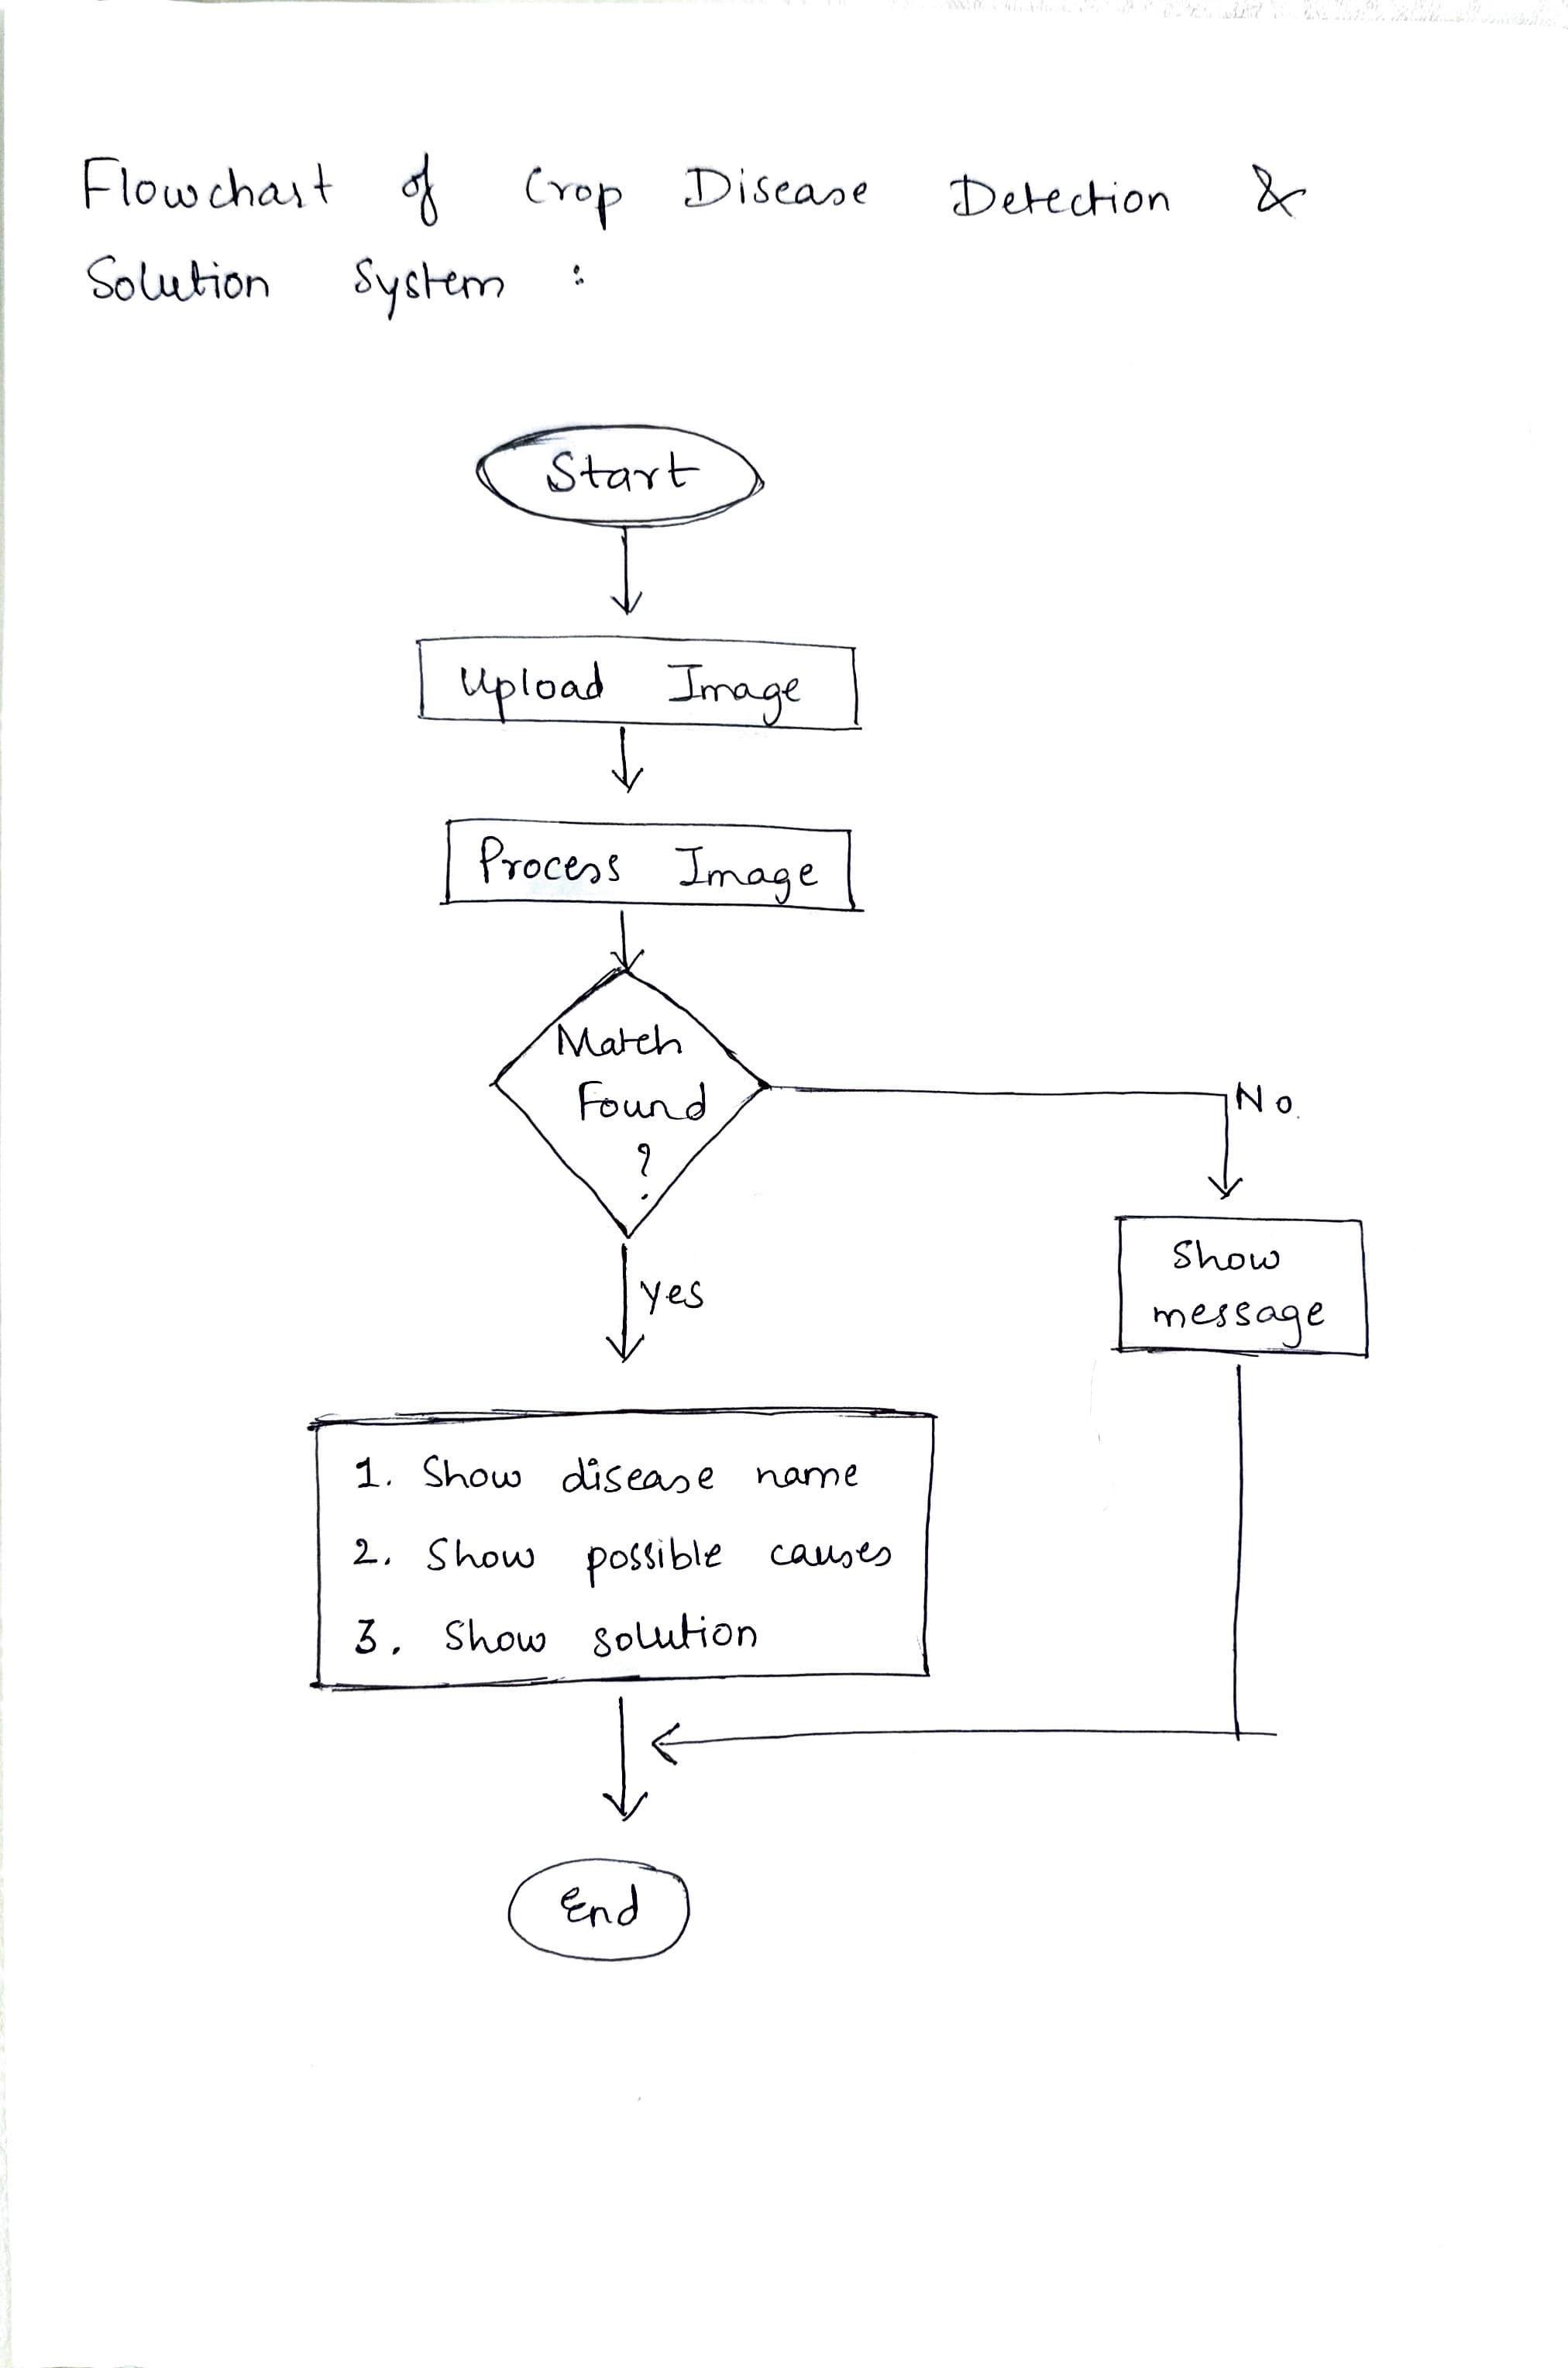 Flowchart of Crop Disease Detection &
Solution System :
Start
Upload Image
Process Image
Match
Found
?
No.
Yes
Show
message
1. Show disease name
2. Show possible causes
3. Show solution
End